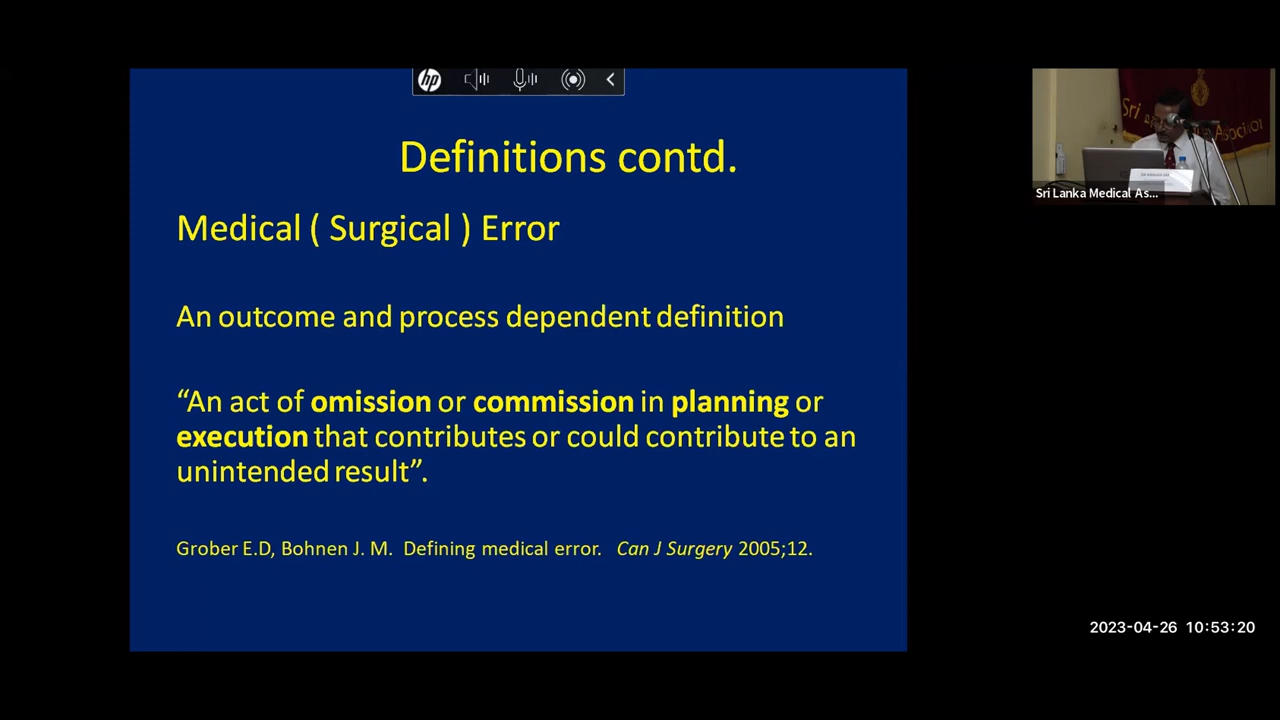 hp
Definitions contd.
Medical ( Surgical ) Error
An outcome and process dependent definition
“An act of omission or commission in planning or
execution that contributes or could contribute to an
unintended result”.
Grober E.D, Bohnen J. M. Defining medical error. Can J Surgery 2005;12.
Sri
Sri Lanka Medical As...
2023-04-26 10:53:20